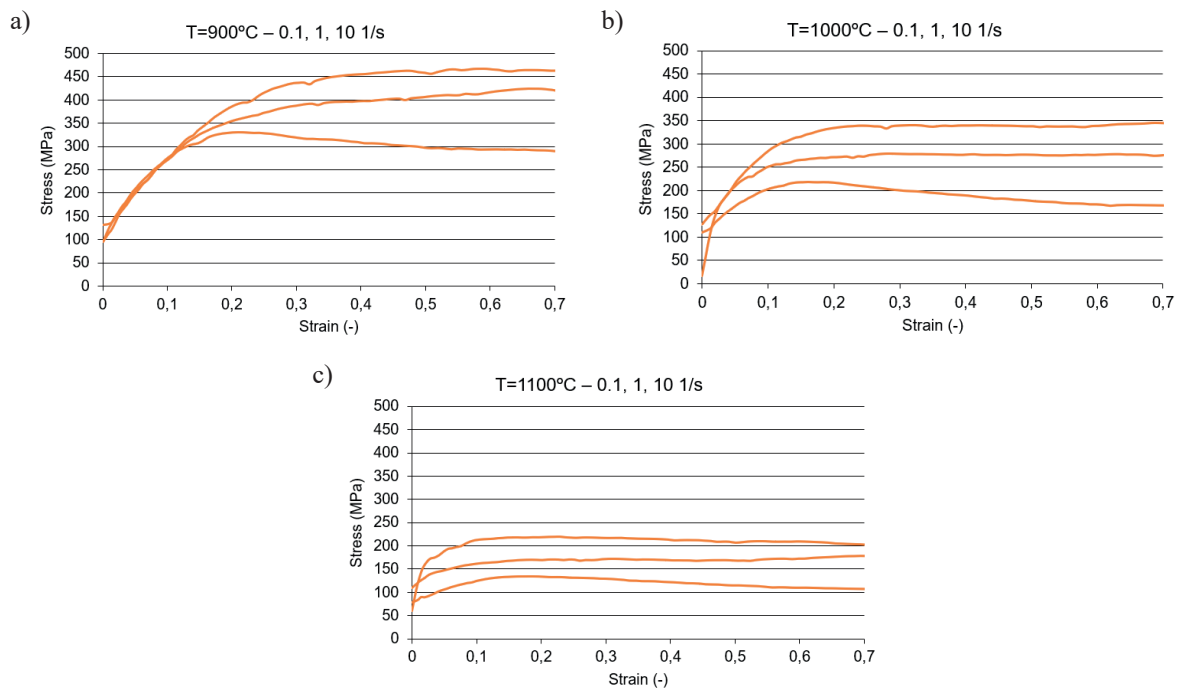 a)
T=900ºC – 0.1, 1, 10 1/s
Stress (MPa)
500
450
400
350
300
250
200
150
100
50
0
0 0,1 0,2 0,3 0,4 0,5 0,6 0,7
Strain (-)
b)
T=1000ºC – 0.1, 1, 10 1/s
Stress (MPa)
500
450
400
350
300
250
200
150
100
50
0
0 0,1 0,2 0,3 0,4 0,5 0,6 0,7
Strain (-)
c)
T=1100ºC – 0.1, 1, 10 1/s
Stress (MPa)
500
450
400
350
300
250
200
150
100
50
0
0 0,1 0,2 0,3 0,4 0,5 0,6 0,7
Strain (-)